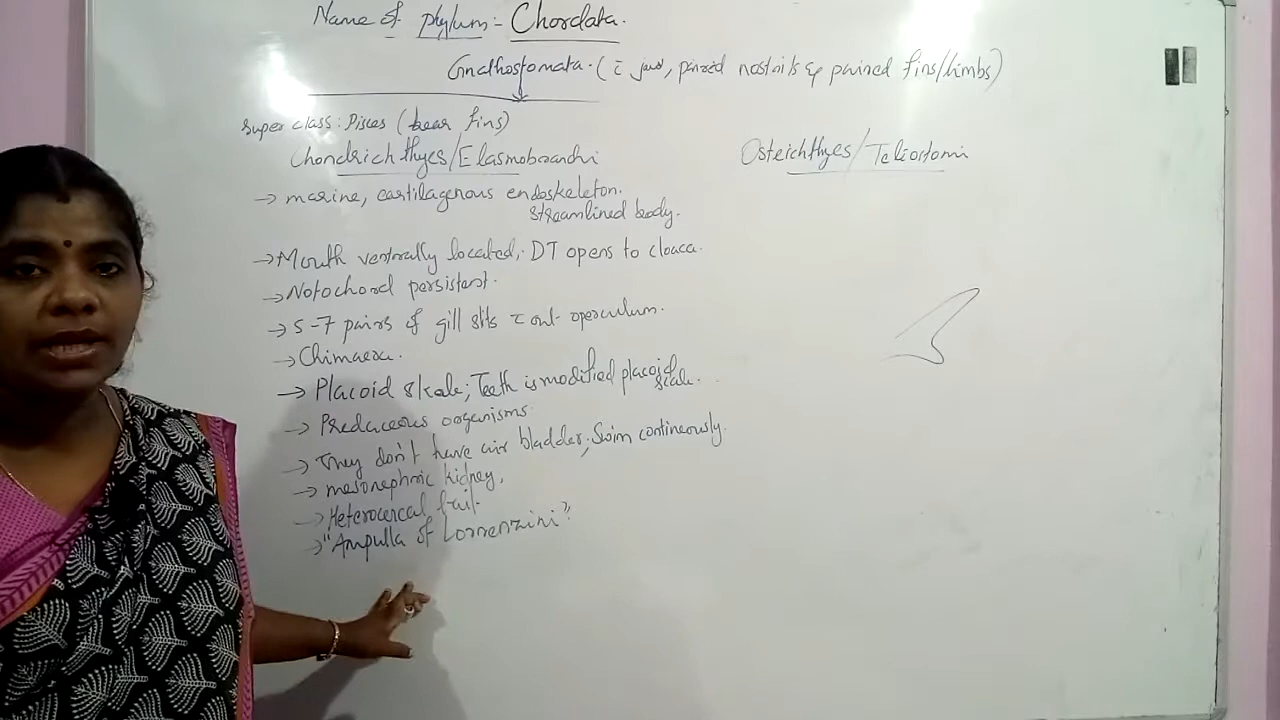 Name of phylum:- Chordata.
Gnathostomata. (c̄ jaws, paired nostrils & paired fins/limbs)
Super class: Pisces (bear fins)
Chondrichthyes/Elasmobranchi
Osteichthyes/Teleostomi
→ marine, cartilagenous endoskeleton.
streamlined body.
→ Mouth ventrally located, DT opens to cloaca.
→ Notochord persistent.
→ 5-7 pairs of gill slits c̄ out operculum.
→ Chimaera.
→ Placoid scale; Teeth is modified placoid
scale.
→ Predaceous organisms.
→ They don't have air bladder; Swim contineously.
→ mesonephric kidney,
→ Heterocercal
→ "Ampulla of Lorrenzini"